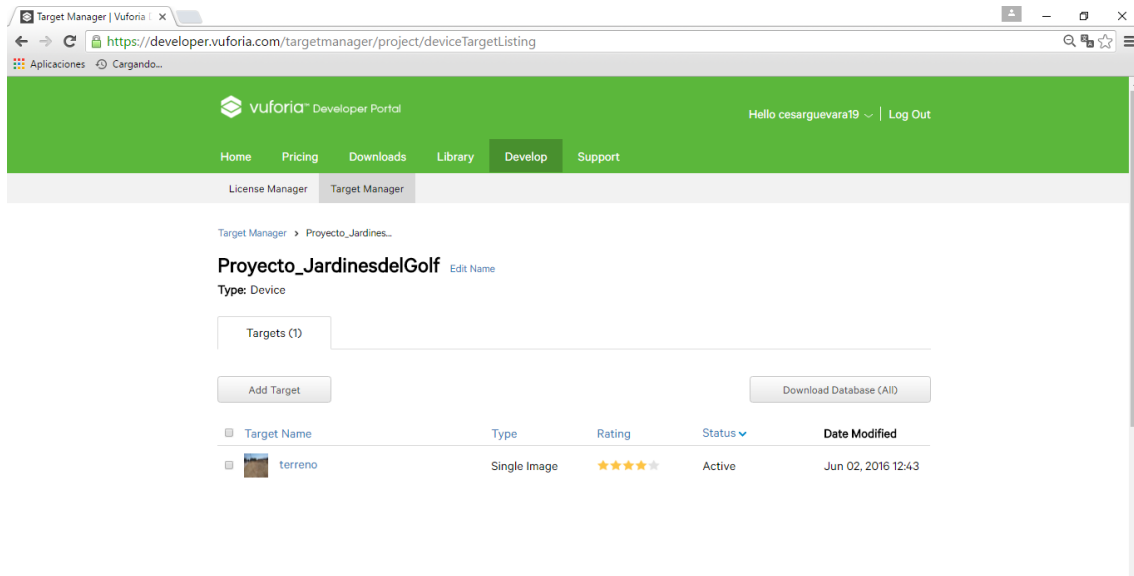 Target Manager | Vuforia
https://developer.vuforia.com/targetmanager/project/deviceTargetListing
Aplicaciones Cargando...
vuforia™ Developer Portal
Hello cesarguevara19 | Log Out
Home Pricing Downloads Library Develop Support
License Manager Target Manager
Target Manager > Proyecto_Jardines...
Proyecto_JardinesdelGolf Edit Name
Type: Device
Targets (1)
Add Target Download Database (All)
Target Name Type Rating Status Date Modified
terreno Single Image Active Jun 02, 2016 12:43